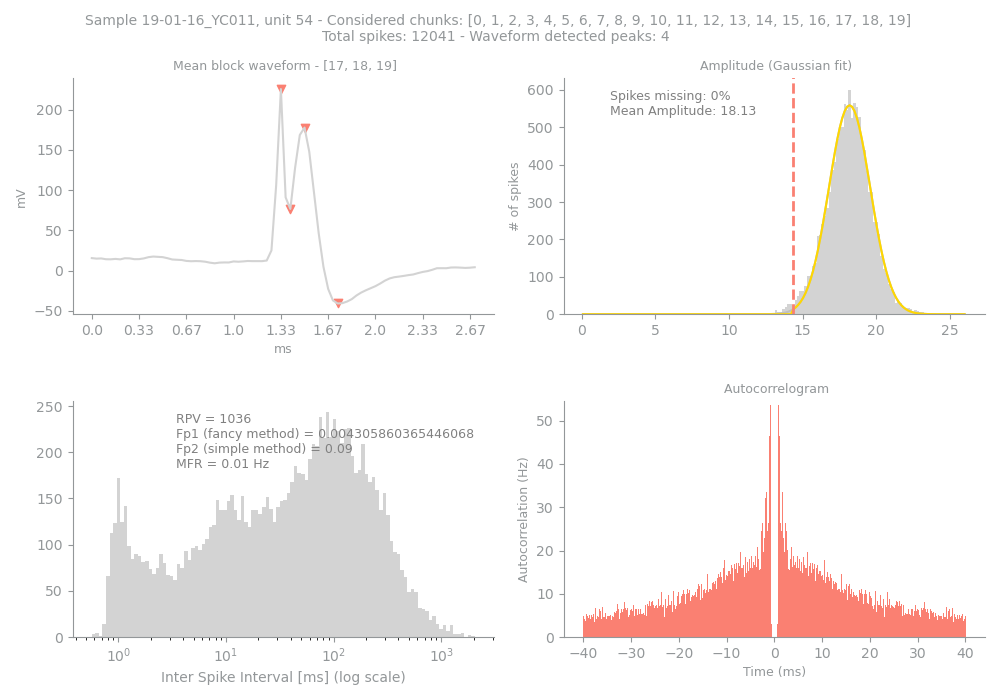 Sample 19-01-16_YC011, unit 54 - Considered chunks: [0, 1, 2, 3, 4, 5, 6, 7, 8, 9, 10, 11, 12, 13, 14, 15, 16, 17, 18, 19]
Total spikes: 12041 - Waveform detected peaks: 4
Mean block waveform - [17, 18, 19]
200
150
100
50
0
−50
mV
0.0 0.33 0.67 1.0 1.33 1.67 2.0 2.33 2.67
ms
Amplitude (Gaussian fit)
Spikes missing: 0%
Mean Amplitude: 18.13
600
500
400
300
200
100
0
# of spikes
0 5 10 15 20 25
250
200
150
100
50
0
RPV = 1036
Fp1 (fancy method) = 0.004305860365446068
Fp2 (simple method) = 0.09
MFR = 0.01 Hz
10⁰ 10¹ 10² 10³
Inter Spike Interval [ms] (log scale)
Autocorrelogram
50
40
30
20
10
0
Autocorrelation (Hz)
−40 −30 −20 −10 0 10 20 30 40
Time (ms)